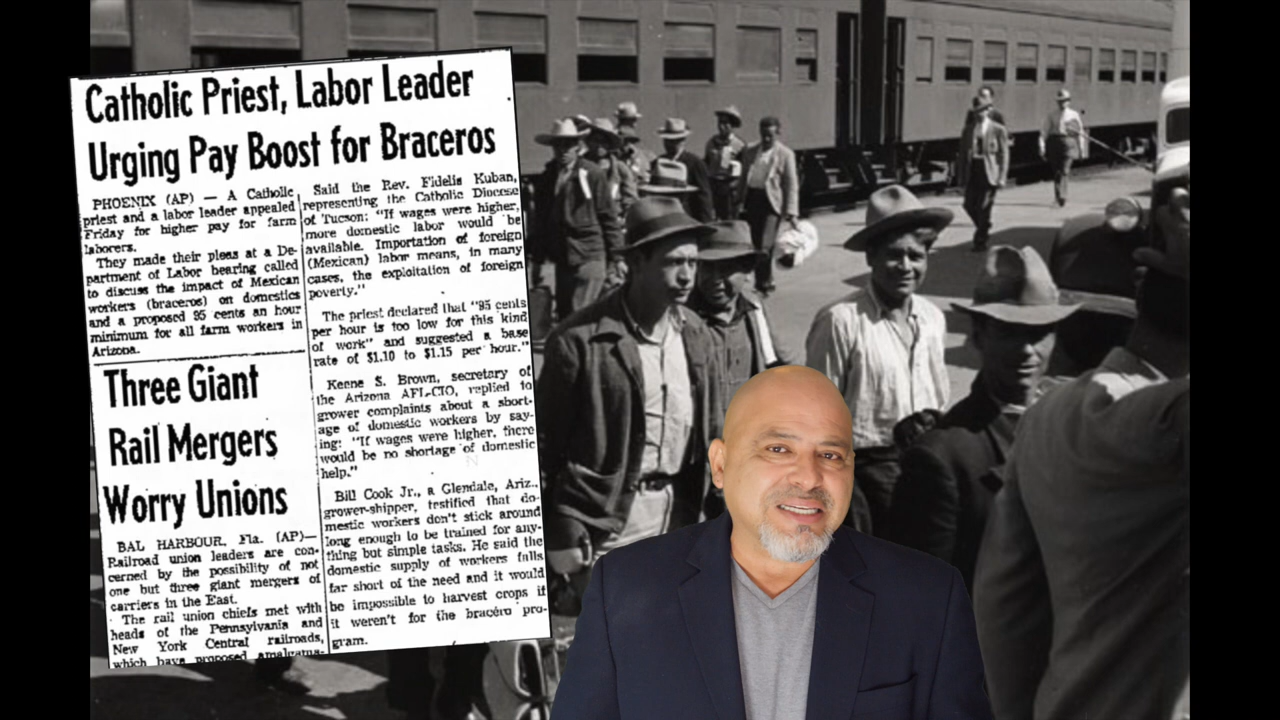 Catholic Priest, Labor Leader
Urging Pay Boost for Braceros
PHOENIX (AP) — A Catholic
priest and a labor leader appealed
Friday for higher pay for farm
laborers.
They made their pleas at a De-
partment of Labor hearing called
to discuss the impact of Mexican
workers (braceros) on domestics
and a proposed 95 cents an hour
minimum for all farm workers in
Arizona.
Three Giant
Rail Mergers
Worry Unions
BAL HARBOUR, Fla. (AP)—
Railroad union leaders are con-
cerned by the possibility of not
one but three giant mergers of
carriers in the East.
The rail union chiefs met with
heads of the Pennsylvania and
New York Central railroads,
which have proposed amalgama-
Said the Rev. Fidelis Kuban,
representing the Catholic Diocese
of Tucson: "If wages were higher,
more domestic labor would be
available. Importation of foreign
(Mexican) labor means, in many
cases, the exploitation of foreign
poverty."
The priest declared that "95 cents
per hour is too low for this kind
of work" and suggested a base
rate of $1.10 to $1.15 per hour."
Keene S. Brown, secretary of
the Arizona AFL-CIO, replied to
grower complaints about a short-
age of domestic workers by say-
ing: "If wages were higher, there
would be no shortage of domestic
help."
Bill Cook Jr., a Glendale, Ariz.,
grower-shipper, testified that do-
mestic workers don't stick around
long enough to be trained for any-
thing but simple tasks. He said the
domestic supply of workers falls
far short of the need and it would
be impossible to harvest crops if
it weren't for the bracero pro-
gram.